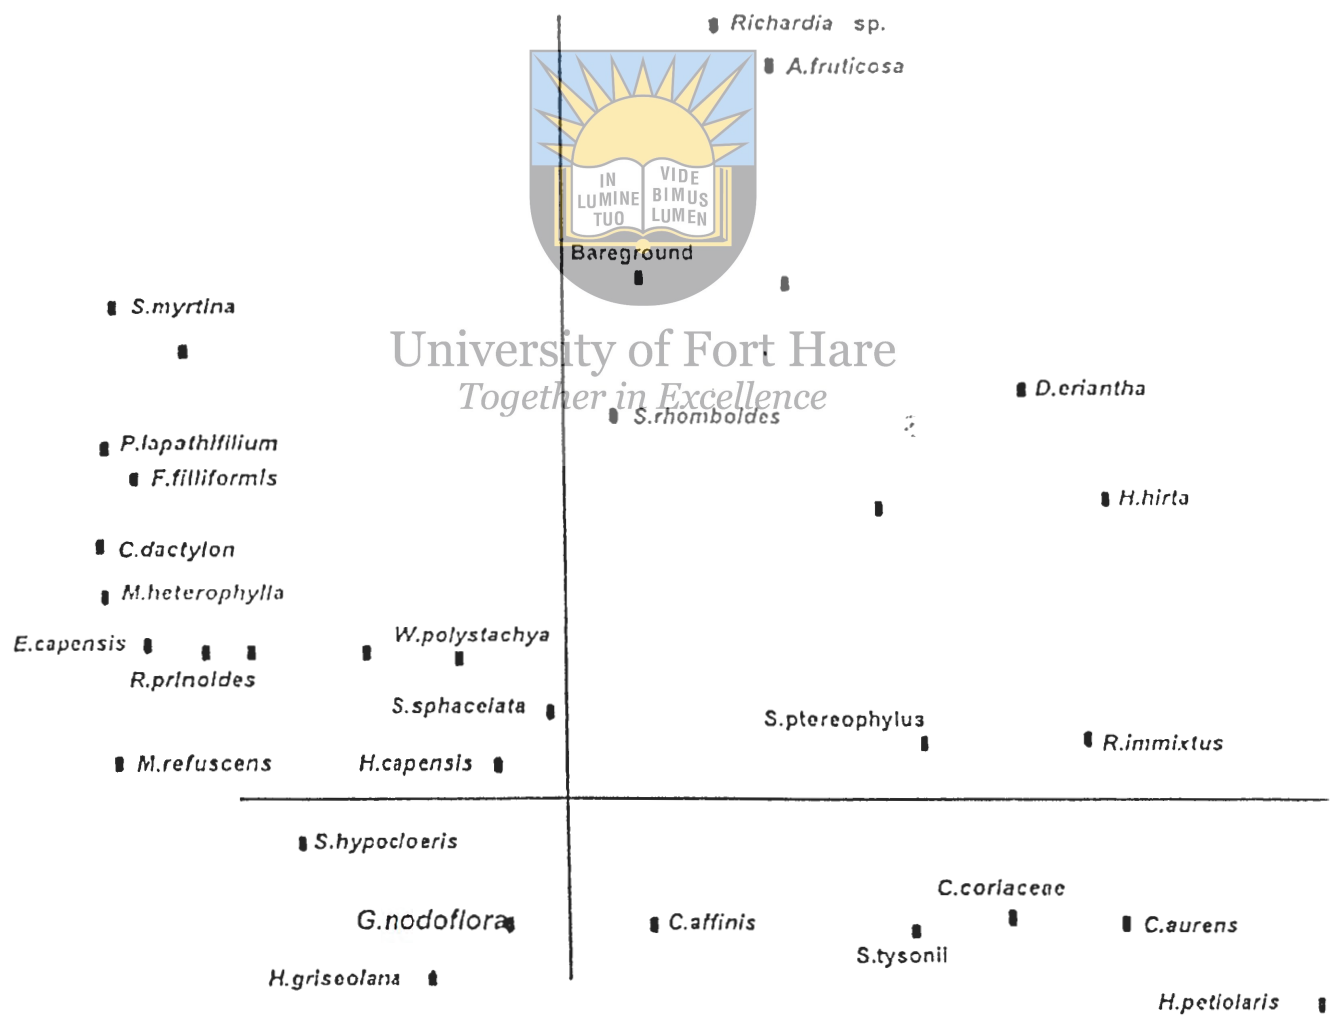 Richardia sp.
A.fruticosa
IN
LUMINE
TUO
VIDE
BIMUS
LUMEN
Bareground
S.myrtina
University of Fort Hare
Together in Excellence
D.eriantha
S.rhomboides
P.lapathifilium
F.filliformis
H.hirta
C.dactylon
M.heterophylla
E.capensis
W.polystachya
R.prinoides
S.sphacelata
S.ptereophylus
R.immixtus
M.refuscens
H.capensis
S.hypocloeris
C.coriaceae
G.nodoflora
C.affinis
C.aurens
S.tysonii
H.griseolana
H.petiolaris